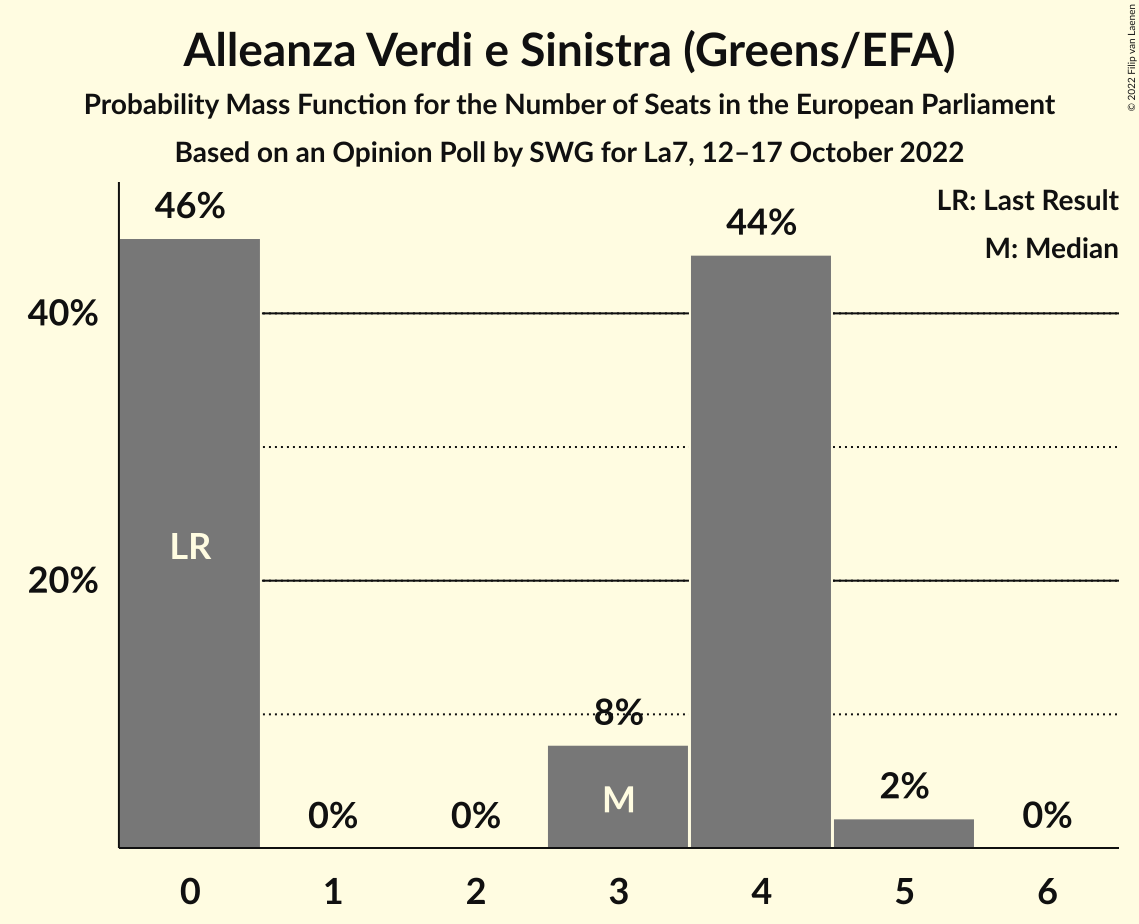 Alleanza Verdi e Sinistra (Greens/EFA)
Probability Mass Function for the Number of Seats in the European Parliament
Based on an Opinion Poll by SWG for La7, 12–17 October 2022
© 2022 Filip van Laenen
LR: Last Result
M: Median
46%
44%
40%
LR
20%
8%
M
2%
0%
0%
0%
0 1 2 3 4 5 6